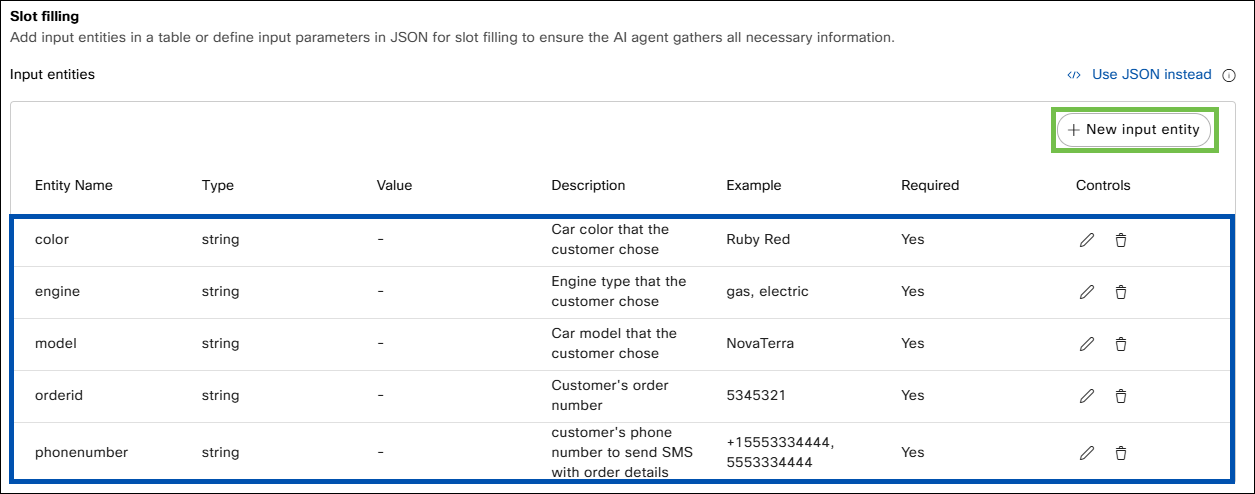 Slot filling
Add input entities in a table or define input parameters in JSON for slot filling to ensure the AI agent gathers all necessary information.
Input entities
</> Use JSON instead
+ New input entity
Entity Name Type Value Description Example Required Controls
color string - Car color that the customer chose Ruby Red Yes
engine string - Engine type that the customer chose gas, electric Yes
model string - Car model that the customer chose NovaTerra Yes
orderid string - Customer's order number 5345321 Yes
phonenumber string - customer's phone number to send SMS with order details +15553334444, 5553334444 Yes